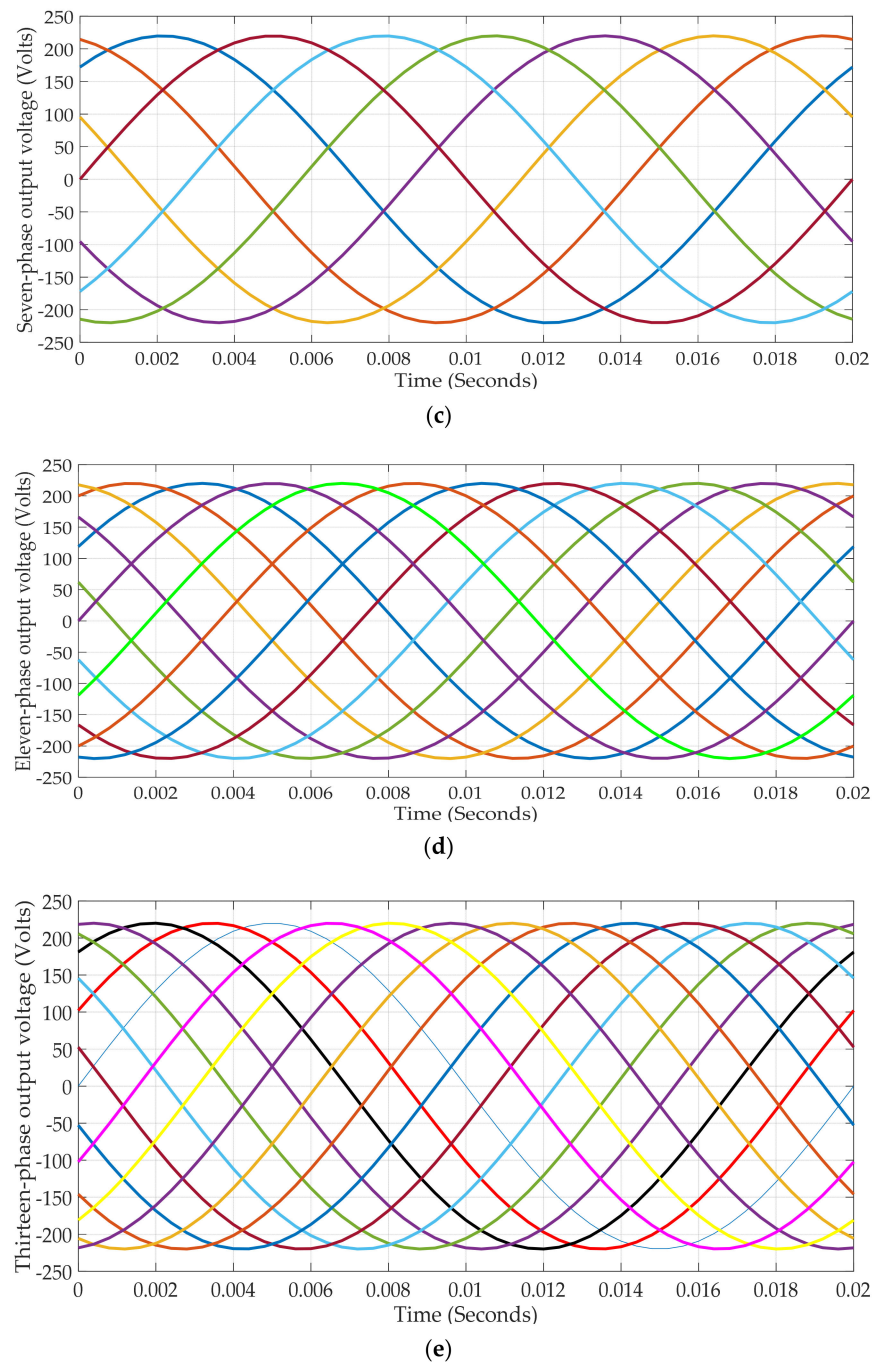 Seven-phase output voltage (Volts)
250
200
150
100
50
0
-50
-100
-150
-200
-250
0 0.002 0.004 0.006 0.008 0.01 0.012 0.014 0.016 0.018 0.02
Time (Seconds)
(c)
Eleven-phase output voltage (Volts)
250
200
150
100
50
0
-50
-100
-150
-200
-250
0 0.002 0.004 0.006 0.008 0.01 0.012 0.014 0.016 0.018 0.02
Time (Seconds)
(d)
Thirteen-phase output voltage (Volts)
250
200
150
100
50
0
-50
-100
-150
-200
-250
0 0.002 0.004 0.006 0.008 0.01 0.012 0.014 0.016 0.018 0.02
Time (Seconds)
(e)